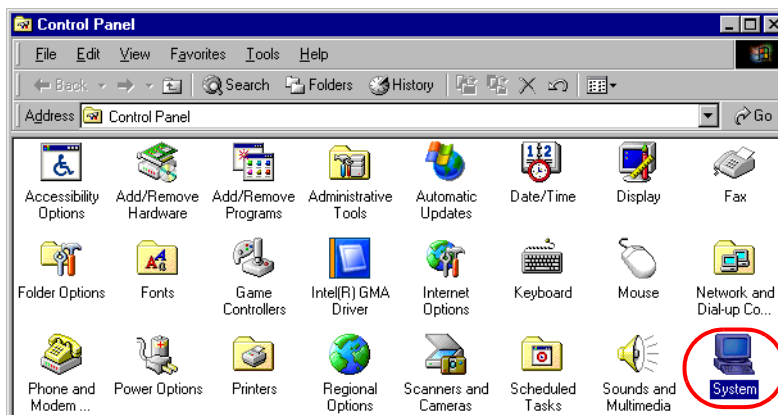 Control Panel
File Edit View Favorites Tools Help
Back Search Folders History
Address Control Panel Go
Accessibility Options
Add/Remove Hardware
Add/Remove Programs
Administrative Tools
Automatic Updates
Date/Time
Display
Fax
Folder Options
Fonts
Game Controllers
Intel(R) GMA Driver
Internet Options
Keyboard
Mouse
Network and Dial-up Co...
Phone and Modem ...
Power Options
Printers
Regional Options
Scanners and Cameras
Scheduled Tasks
Sounds and Multimedia
System